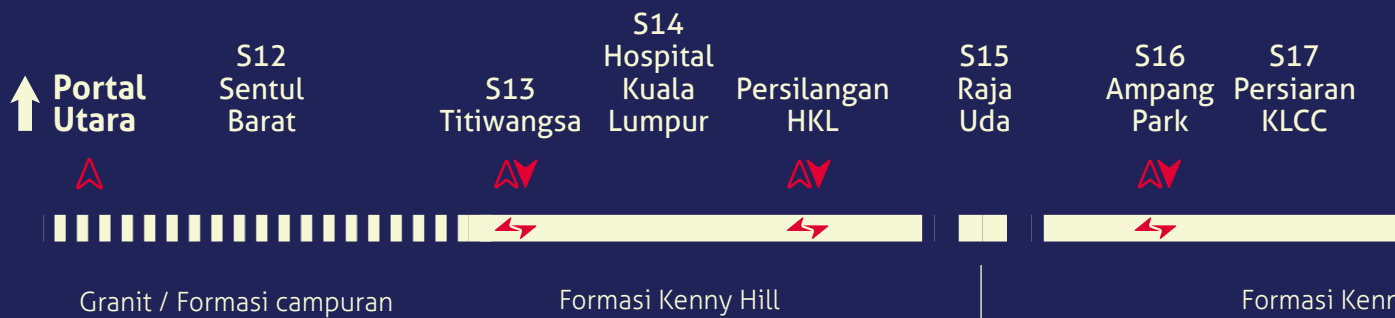 Portal
Utara
S12
Sentul
Barat
S13
Titiwangsa
S14
Hospital
Kuala
Lumpur
Persilangan
HKL
S15
Raja
Uda
S16
Ampang
Park
S17
Persiaran
KLCC
Granit / Formasi campuran
Formasi Kenny Hill
Formasi